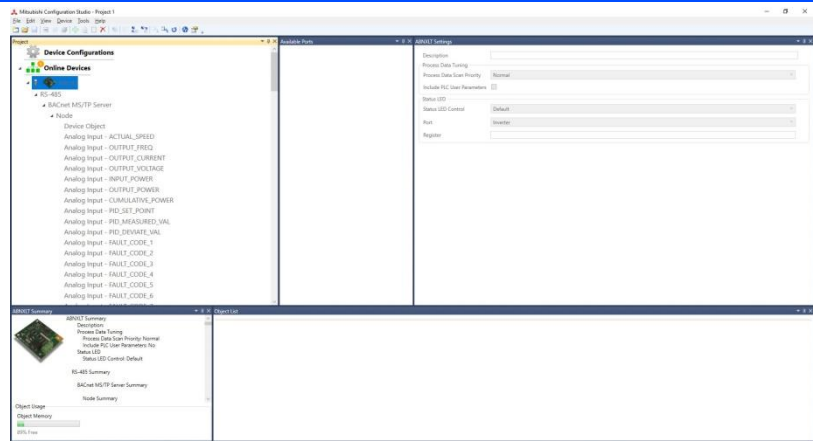 Mitsubishi Configuration Studio - Project 1
File Edit View Device Tools Help
Project
Device Configurations
Online Devices
RS-485
BACnet MS/TP Server
Node
Device Object
Analog Input - ACTUAL_SPEED
Analog Input - OUTPUT_FREQ
Analog Input - OUTPUT_CURRENT
Analog Input - OUTPUT_VOLTAGE
Analog Input - INPUT_POWER
Analog Input - OUTPUT_POWER
Analog Input - CUMULATIVE_POWER
Analog Input - PID_SET_POINT
Analog Input - PID_MEASURED_VAL
Analog Input - PID_DEVIATE_VAL
Analog Input - FAULT_CODE_1
Analog Input - FAULT_CODE_2
Analog Input - FAULT_CODE_3
Analog Input - FAULT_CODE_4
Analog Input - FAULT_CODE_5
Analog Input - FAULT_CODE_6
Available Ports
A8NXLT Settings
Description
Process Data Tuning
Process Data Scan Priority Normal
Include PLC User Parameters
Status LED
Status LED Control Default
Port Inverter
Register
A8NXLT Summary
A8NXLT Summary
Description:
Process Data Tuning
Process Data Scan Priority: Normal
Include PLC User Parameters: No
Status LED
Status LED Control: Default
RS-485 Summary
BACnet MS/TP Server Summary
Node Summary
Object Usage
Object Memory
89% Free
Object List